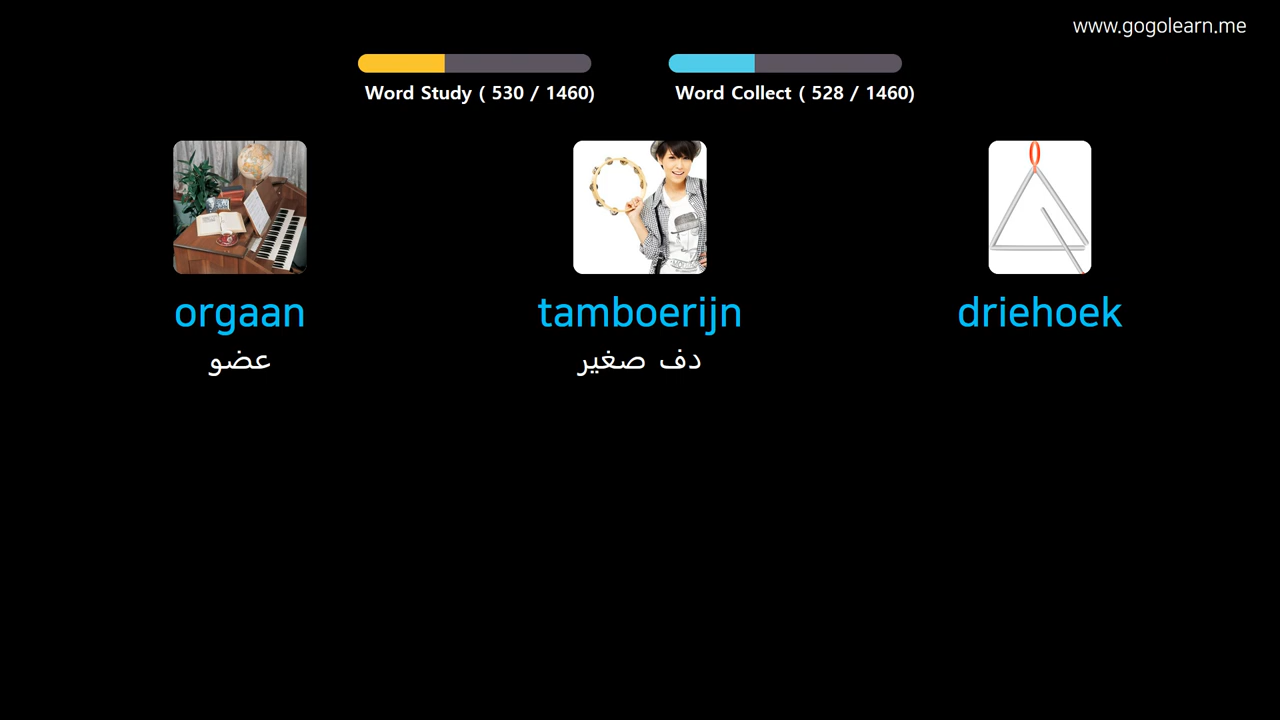 www.gogolearn.me
Word Study ( 530 / 1460)
Word Collect ( 528 / 1460)
orgaan
tamboerijn
driehoek
عضو
دف صغير